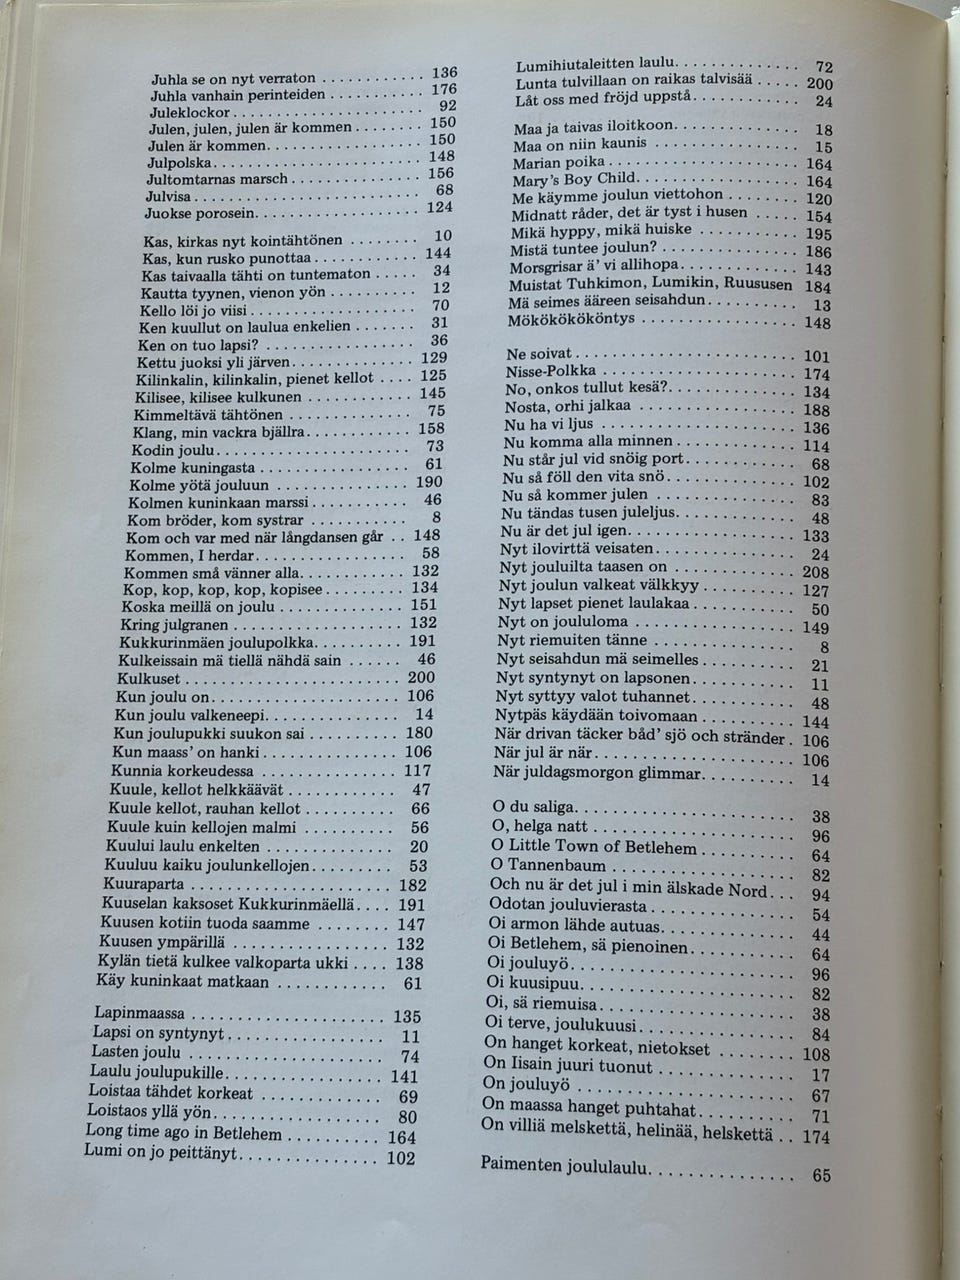 Juhla se on nyt verraton ............ 136
Juhla vanhain perinteiden ........... 176
Juleklockor ...................... 92
Julen, julen, julen är kommen ........ 150
Julen är kommen .................. 150
Julpolska ........................ 148
Jultomtarnas marsch ............... 156
Julvisa .......................... 68
Juokse porosein ................... 124
Kas, kirkas nyt kointähtönen ........ 10
Kas, kun rusko punottaa ............ 144
Kas taivaalla tähti on tuntematon ..... 34
Kautta tyynen, vienon yön .......... 12
Kello löi jo viisi ................... 70
Ken kuullut on laulua enkelien ....... 31
Ken on tuo lapsi? ................. 36
Kettu juoksi yli järven .............. 129
Kilinkalin, kilinkalin, pienet kellot .... 125
Kilisee, kilisee kulkunen ............ 145
Kimmeltävä tähtönen .............. 75
Klang, min vackra bjällra ............ 158
Kodin joulu ...................... 73
Kolme kuningasta ................. 61
Kolme yötä jouluun ............... 190
Kolmen kuninkaan marssi ........... 46
Kom bröder, kom systrar ........... 8
Kom och var med när långdansen går .. 148
Kommen, I herdar ................. 58
Kommen små vänner alla ............ 132
Kop, kop, kop, kop, kopisee ......... 134
Koska meillä on joulu .............. 151
Kring julgranen ................... 132
Kukkurinmäen joulupolkka .......... 191
Kulkeissain mä tiellä nähdä sain ...... 46
Kulkuset ........................ 200
Kun joulu on ..................... 106
Kun joulu valkeneepi ............... 14
Kun joulupukki suukon sai .......... 180
Kun maass' on hanki ............... 106
Kunnia korkeudessa ............... 117
Kuule, kellot helkkäävät ............ 47
Kuule kellot, rauhan kellot .......... 66
Kuule kuin kellojen malmi .......... 56
Kuului laulu enkelten .............. 20
Kuuluu kaiku joulunkellojen ......... 53
Kuuraparta ...................... 182
Kuuselan kaksoset Kukkurinmäellä .... 191
Kuusen kotiin tuoda saamme ........ 147
Kuusen ympärillä ................. 132
Kylän tietä kulkee valkoparta ukki .... 138
Käy kuninkaat matkaan ............ 61
Lapinmaassa ..................... 135
Lapsi on syntynyt ................. 11
Lasten joulu ..................... 74
Laulu joulupukille ................. 141
Loistaa tähdet korkeat ............. 69
Loistaos yllä yön .................. 80
Long time ago in Betlehem .......... 164
Lumi on jo peittänyt ............... 102
Lumihiutaleitten laulu .............. 72
Lunta tulvillaan on raikas talvisää ..... 200
Låt oss med fröjd uppstå ............ 24
Maa ja taivas iloitkoon .............. 18
Maa on niin kaunis ................ 15
Marian poika ..................... 164
Mary's Boy Child .................. 164
Me käymme joulun viettohon ........ 120
Midnatt råder, det är tyst i husen ..... 154
Mikä hyppy, mikä huiske ........... 195
Mistä tuntee joulun? ............... 186
Morsgrisar ä' vi allihopa ............. 143
Muistat Tuhkimon, Lumikin, Ruususen 184
Mä seimes ääreen seisahdun .......... 13
Mökökökököntys ................. 148
Ne soivat ........................ 101
Nisse-Polkka ..................... 174
No, onkos tullut kesä? .............. 134
Nosta, orhi jalkaa ................. 188
Nu ha vi ljus ..................... 136
Nu komma alla minnen ............. 114
Nu står jul vid snöig port ............ 68
Nu så föll den vita snö .............. 102
Nu så kommer julen ............... 83
Nu tändas tusen juleljus ............. 48
Nu är det jul igen .................. 133
Nyt ilovirttä veisaten ............... 24
Nyt jouluilta taasen on ............. 208
Nyt joulun valkeat välkkyy .......... 127
Nyt lapset pienet laulakaa ........... 50
Nyt on joululoma ................. 149
Nyt riemuiten tänne ............... 8
Nyt seisahdun mä seimelles .......... 21
Nyt syntynyt on lapsonen ........... 11
Nyt syttyy valot tuhannet ........... 48
Nytpäs käydään toivomaan .......... 144
När drivan täcker båd' sjö och stränder . 106
När jul är när ..................... 106
När juldagsmorgon glimmar .......... 14
O du saliga ....................... 38
O, helga natt ..................... 96
O Little Town of Betlehem .......... 64
O Tannenbaum ................... 82
Och nu är det jul i min älskade Nord ... 94
Odotan jouluvierasta ............... 54
Oi armon lähde autuas .............. 44
Oi Betlehem, sä pienoinen ........... 64
Oi jouluyö ....................... 96
Oi kuusipuu ...................... 82
Oi, sä riemuisa .................... 38
Oi terve, joulukuusi ................ 84
On hanget korkeat, nietokset ........ 108
On Iisain juuri tuonut .............. 17
On jouluyö ...................... 67
On maassa hanget puhtahat .......... 71
On villiä melskettä, helinää, helskettä .. 174
Paimenten joululaulu ............... 65